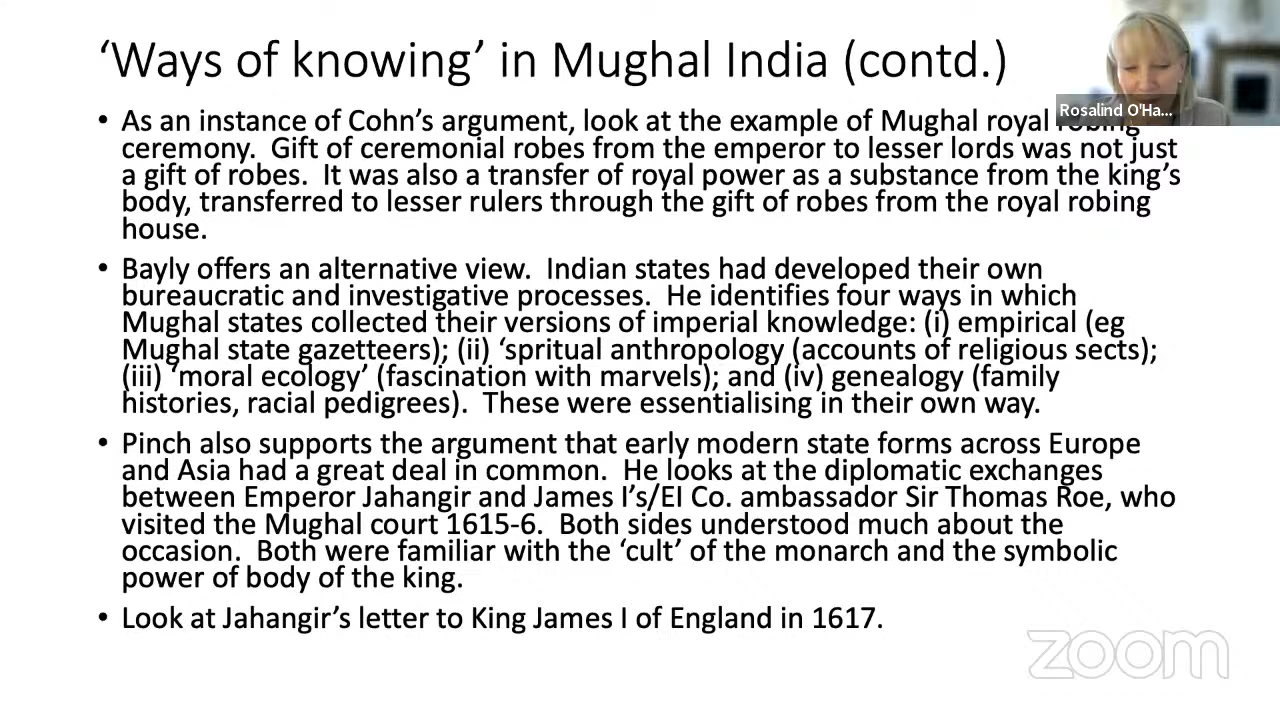 ‘Ways of knowing’ in Mughal India (contd.)
Rosalind O'Ha...
• As an instance of Cohn’s argument, look at the example of Mughal royal robing
ceremony.  Gift of ceremonial robes from the emperor to lesser lords was not just
a gift of robes.  It was also a transfer of royal power as a substance from the king’s
body, transferred to lesser rulers through the gift of robes from the royal robing
house.
• Bayly offers an alternative view.  Indian states had developed their own
bureaucratic and investigative processes.  He identifies four ways in which
Mughal states collected their versions of imperial knowledge: (i) empirical (eg
Mughal state gazetteers); (ii) ‘spritual anthropology (accounts of religious sects);
(iii) ‘moral ecology’ (fascination with marvels); and (iv) genealogy (family
histories, racial pedigrees).  These were essentialising in their own way.
• Pinch also supports the argument that early modern state forms across Europe
and Asia had a great deal in common.  He looks at the diplomatic exchanges
between Emperor Jahangir and James I’s/EI Co. ambassador Sir Thomas Roe, who
visited the Mughal court 1615-6.  Both sides understood much about the
occasion.  Both were familiar with the ‘cult’ of the monarch and the symbolic
power of body of the king.
• Look at Jahangir’s letter to King James I of England in 1617.
zoom